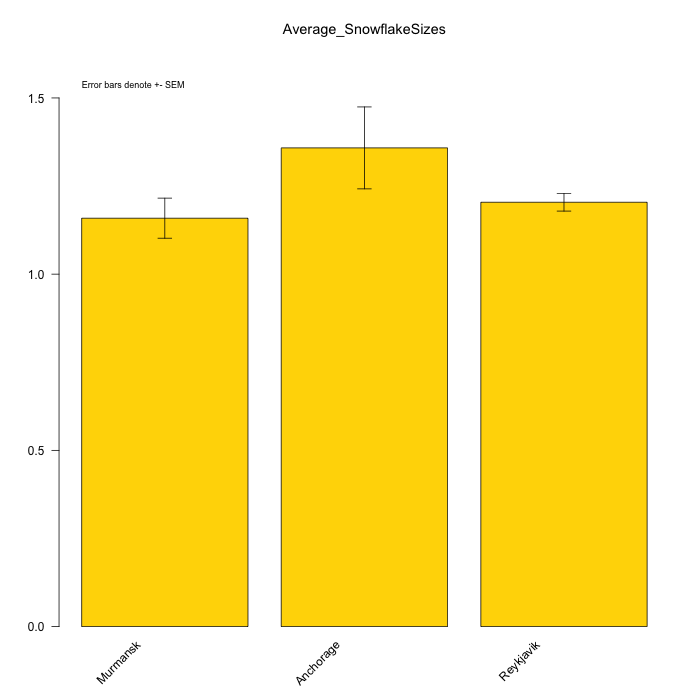 Average_SnowflakeSizes
Error bars denote +- SEM
1.5
1.0
0.5
0.0
Murmansk
Anchorage
Reykjavik